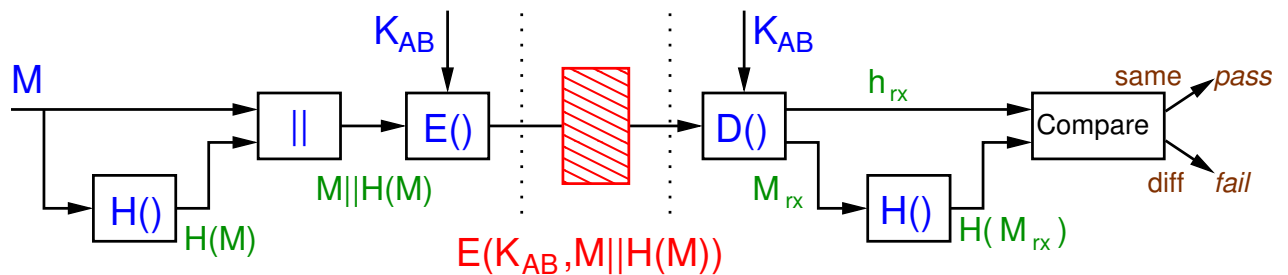 M
H()
H(M)
||
M||H(M)
K_AB
E()
E(K_AB,M||H(M))
K_AB
D()
h_rx
M_rx
H()
H( M_rx )
Compare
same
pass
diff
fail